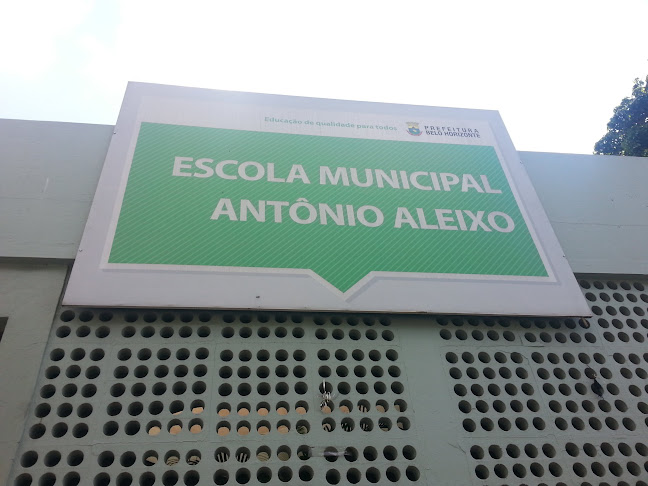 Educação de qualidade para todos
PREFEITURA
BELO HORIZONTE
ESCOLA MUNICIPAL
ANTÔNIO ALEIXO